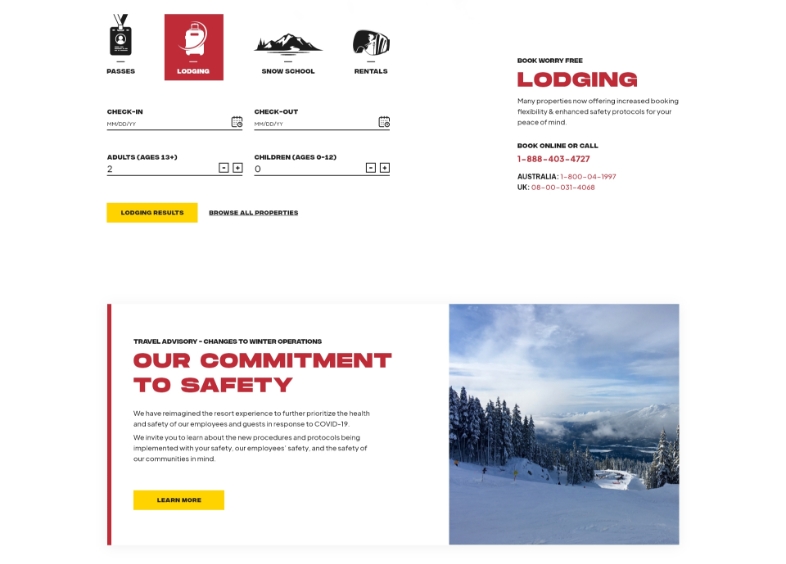 PASSES
LODGING
SNOW SCHOOL
RENTALS
CHECK-IN
MM/DD/YY
CHECK-OUT
MM/DD/YY
ADULTS (AGES 13+)
2
- +
CHILDREN (AGES 0-12)
0
- +
LODGING RESULTS
BROWSE ALL PROPERTIES
BOOK WORRY FREE
LODGING
Many properties now offering increased booking
flexibility & enhanced safety protocols for your
peace of mind.
BOOK ONLINE OR CALL
1-888-403-4727
AUSTRALIA: 1-800-04-1997
UK: 08-00-031-4068
TRAVEL ADVISORY - CHANGES TO WINTER OPERATIONS
OUR COMMITMENT
TO SAFETY
We have reimagined the resort experience to further prioritize the health
and safety of our employees and guests in response to COVID-19.
We invite you to learn about the new procedures and protocols being
implemented with your safety, our employees' safety, and the safety of
our communities in mind.
LEARN MORE